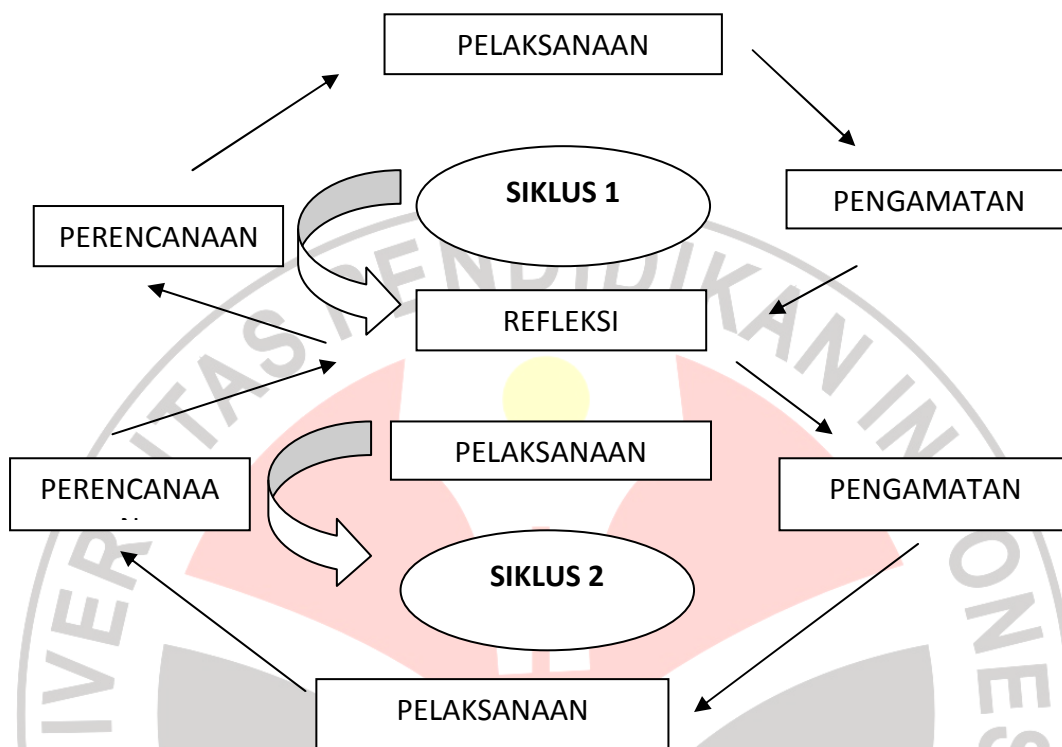 PELAKSANAAN
SIKLUS 1
PENGAMATAN
PERENCANAAN
REFLEKSI
PELAKSANAAN
PERENCANAA
PENGAMATAN
SIKLUS 2
PELAKSANAAN